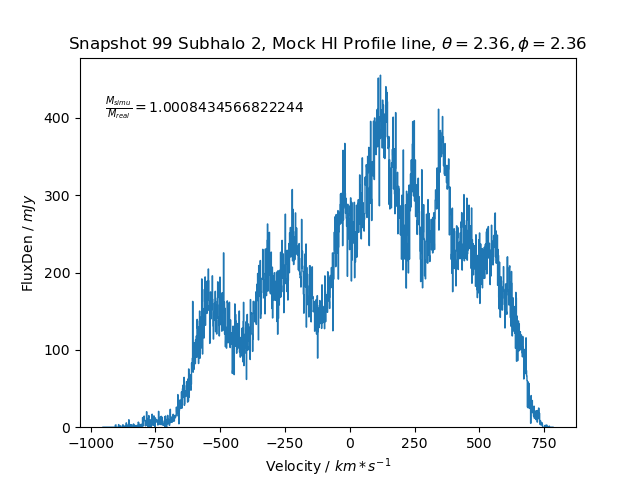 Snapshot 99 Subhalo 2, Mock HI Profile line, θ = 2.36, ϕ = 2.36
M_simu/M_real = 1.0008434566822244
FluxDen / mJy
400
300
200
100
0
−1000 −750 −500 −250 0 250 500 750
Velocity / km * s⁻¹